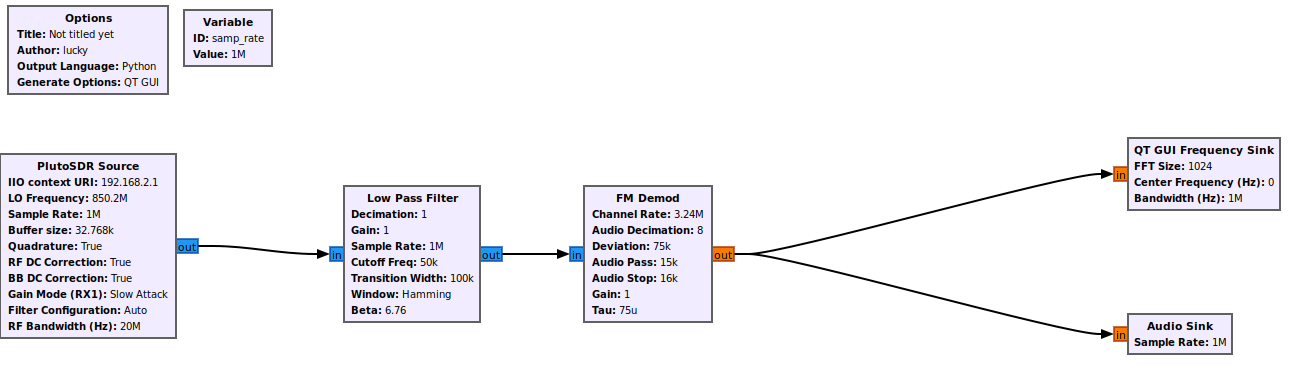 Options
Title: Not titled yet
Author: lucky
Output Language: Python
Generate Options: QT GUI
Variable
ID: samp_rate
Value: 1M
PlutoSDR Source
IIO context URI: 192.168.2.1
LO Frequency: 850.2M
Sample Rate: 1M
Buffer size: 32.768k
Quadrature: True
RF DC Correction: True
BB DC Correction: True
Gain Mode (RX1): Slow Attack
Filter Configuration: Auto
RF Bandwidth (Hz): 20M
out
in
Low Pass Filter
Decimation: 1
Gain: 1
Sample Rate: 1M
Cutoff Freq: 50k
Transition Width: 100k
Window: Hamming
Beta: 6.76
out
in
FM Demod
Channel Rate: 3.24M
Audio Decimation: 8
Deviation: 75k
Audio Pass: 15k
Audio Stop: 16k
Gain: 1
Tau: 75u
out
in
QT GUI Frequency Sink
FFT Size: 1024
Center Frequency (Hz): 0
Bandwidth (Hz): 1M
in
Audio Sink
Sample Rate: 1M